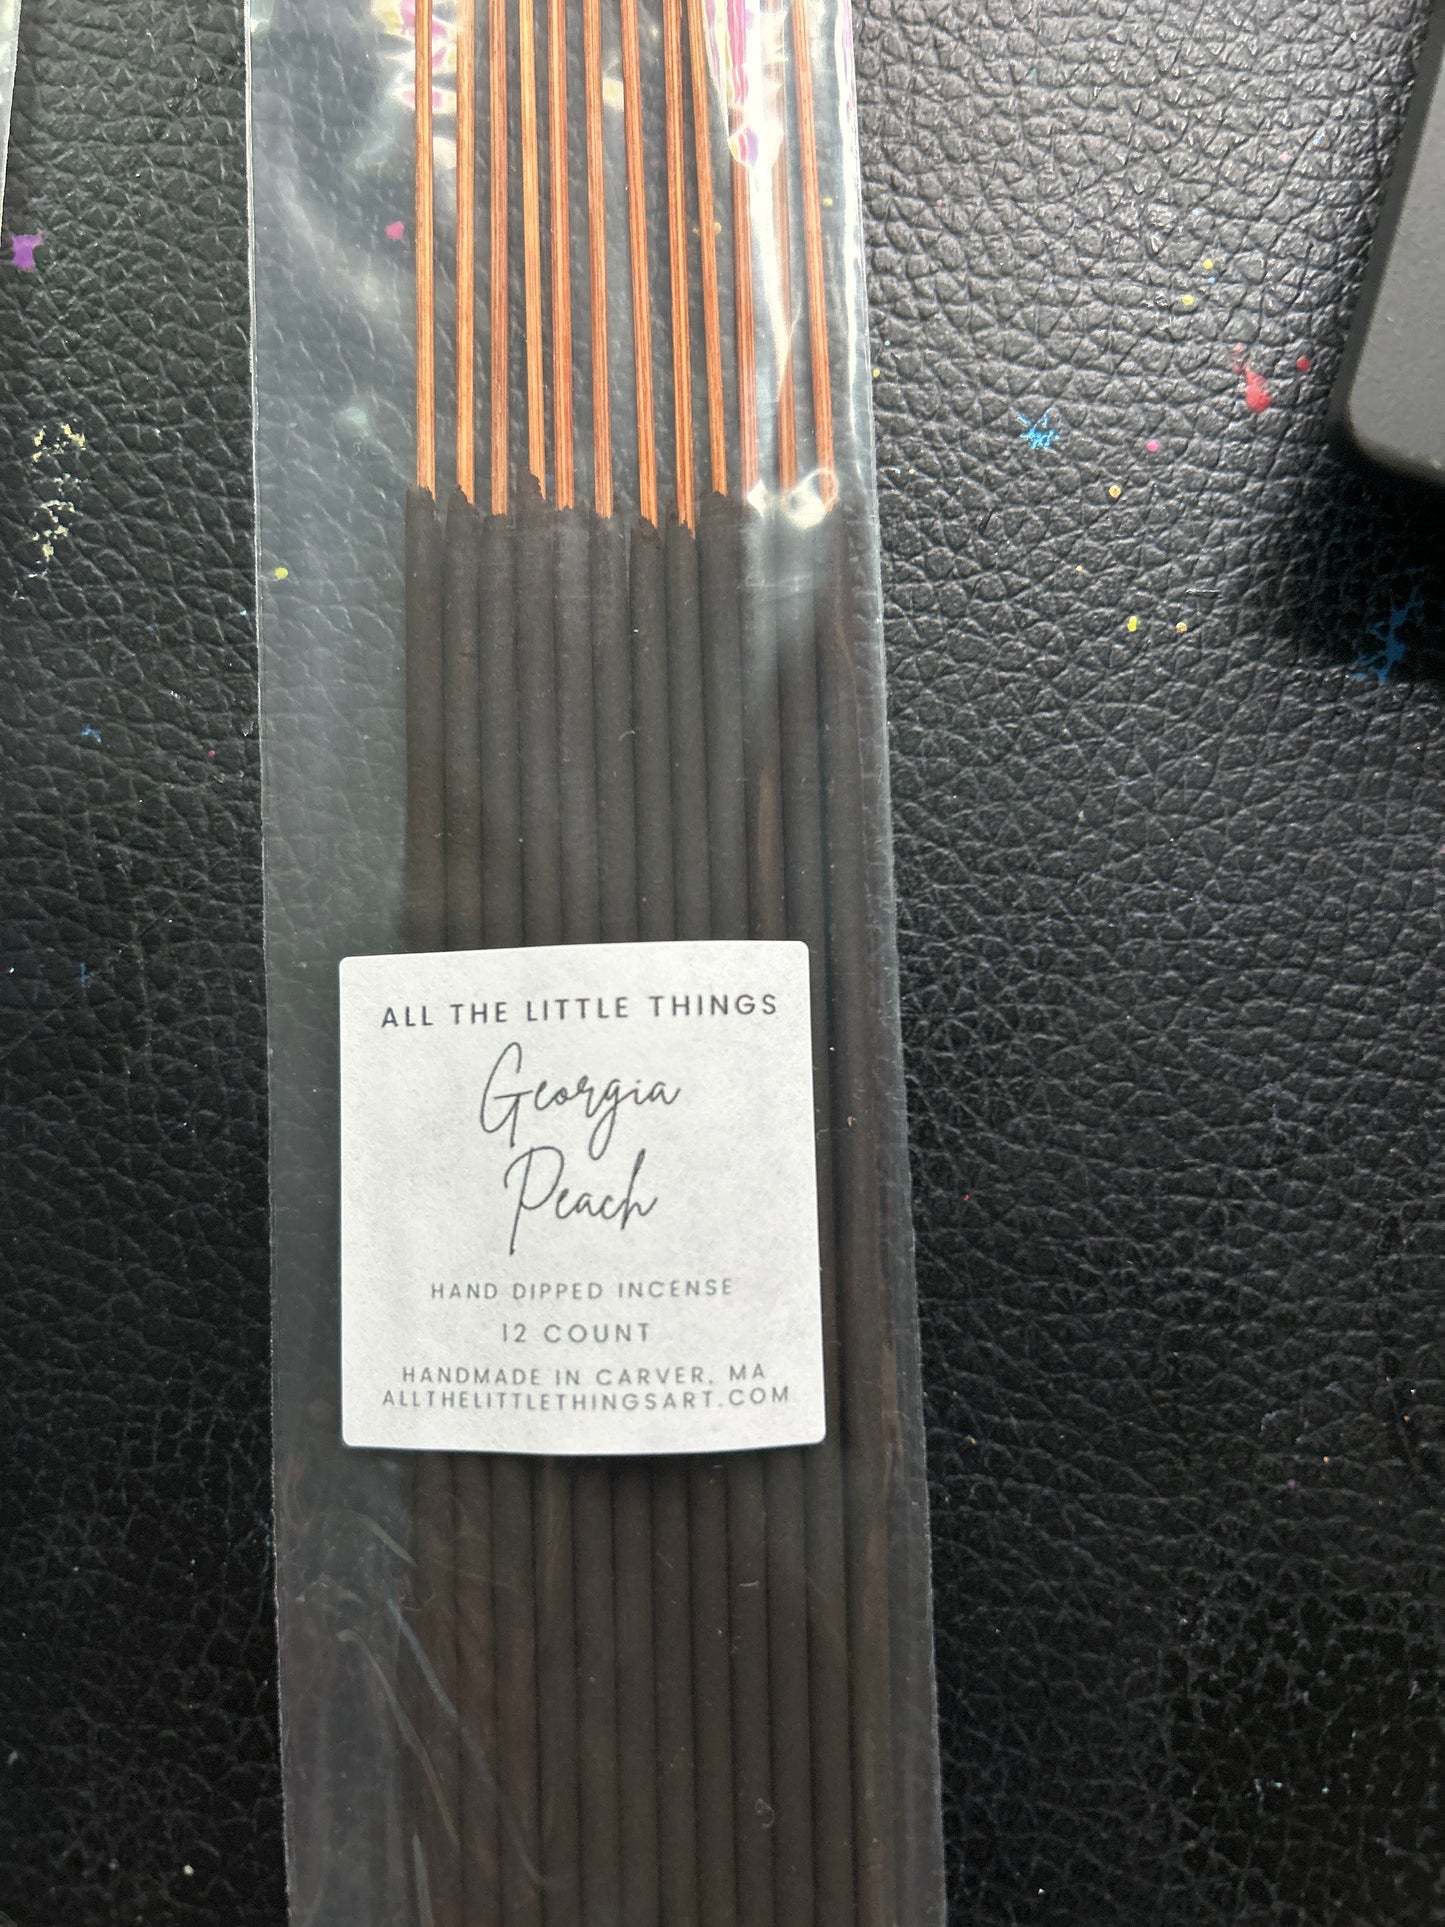 ALL THE LITTLE THINGS
Georgia
Peach
HAND DIPPED INCENSE
12 COUNT
HANDMADE IN CARVER, MA
ALLTHELITTLETHINGSART.COM